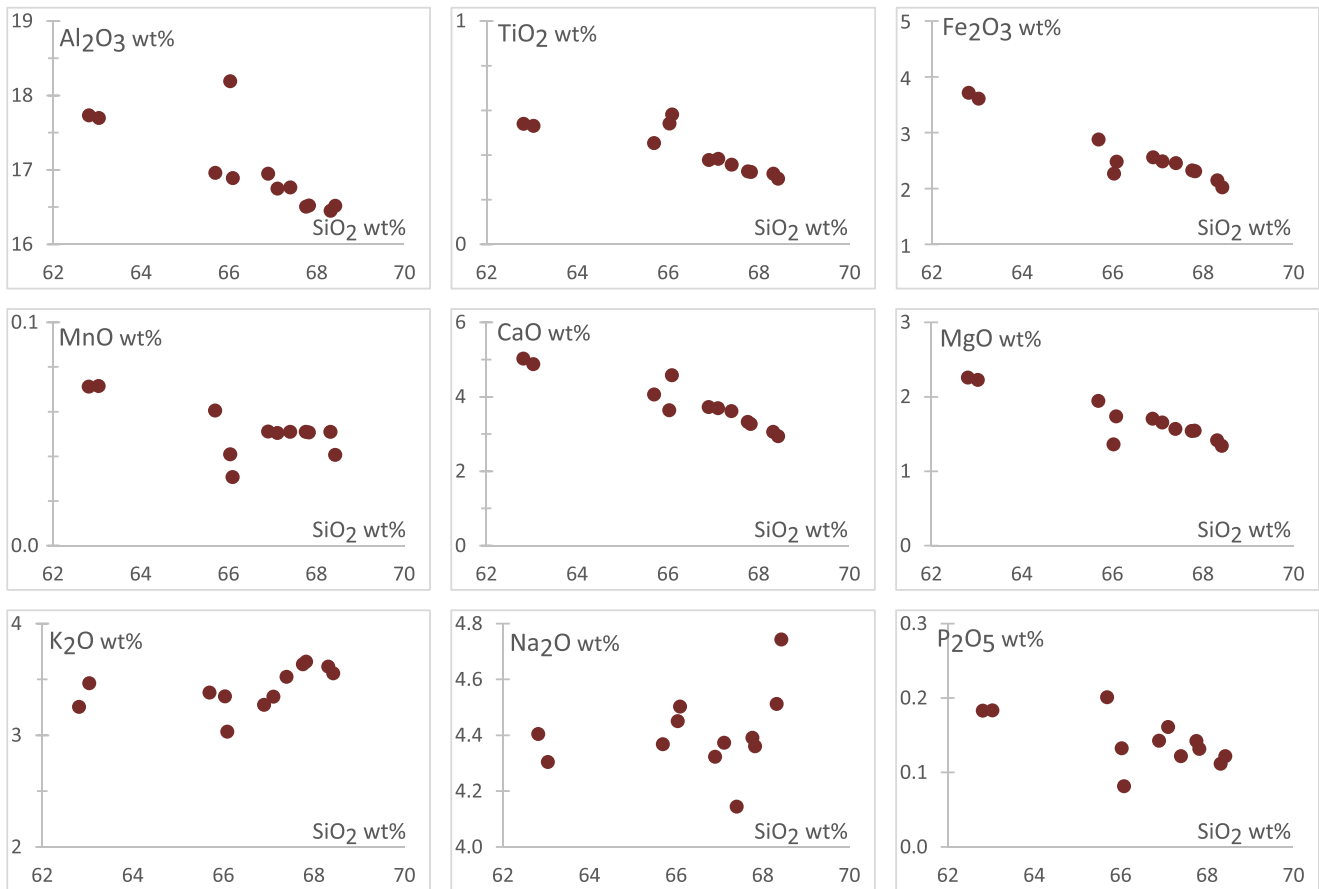 19
Al2O3 wt%
18
17
SiO2 wt%
16
62 64 66 68 70
1
TiO2 wt%
SiO2 wt%
0
62 64 66 68 70
5
Fe2O3 wt%
4
3
2
SiO2 wt%
1
62 64 66 68 70
0.1
MnO wt%
SiO2 wt%
0.0
62 64 66 68 70
6
CaO wt%
4
2
SiO2 wt%
0
62 64 66 68 70
3
MgO wt%
2
1
SiO2 wt%
0
62 64 66 68 70
4
K2O wt%
3
SiO2 wt%
2
62 64 66 68 70
4.8
Na2O wt%
4.6
4.4
4.2
SiO2 wt%
4.0
62 64 66 68 70
0.3
P2O5 wt%
0.2
0.1
SiO2 wt%
0.0
62 64 66 68 70